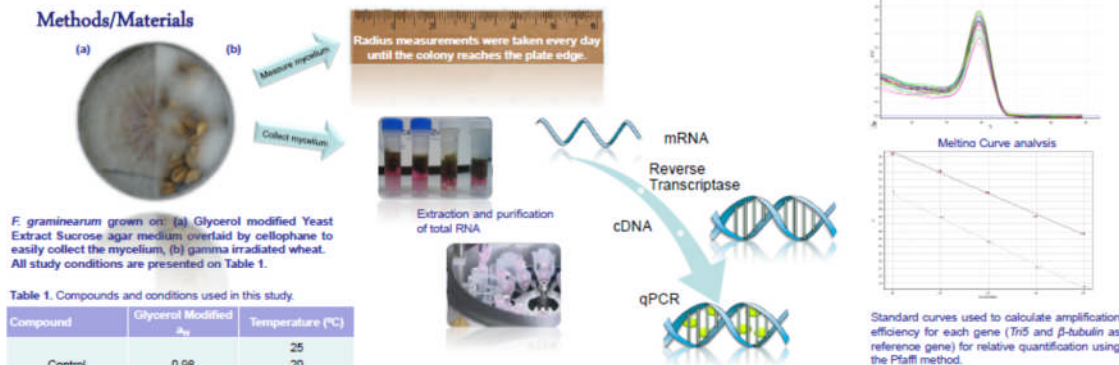 Methods/Materials
(a)
(b)
Measure mycelium
Collect mycelium
Radius measurements were taken every day
until the colony reaches the plate edge.
F. graminearum grown on: (a) Glycerol modified Yeast
Extract Sucrose agar medium overlaid by cellophane to
easily collect the mycelium, (b) gamma irradiated wheat.
All study conditions are presented on Table 1.
Table 1. Compounds and conditions used in this study.
Compound
Glycerol Modified
aw
Temperature (ºC)
Control
0.98
25
20
Extraction and purification
of total RNA
mRNA
Reverse
Transcriptase
cDNA
qPCR
Melting Curve analysis
Standard curves used to calculate amplification
efficiency for each gene (Tri5 and β-tubulin as
reference gene) for relative quantification using
the Pfaffl method.